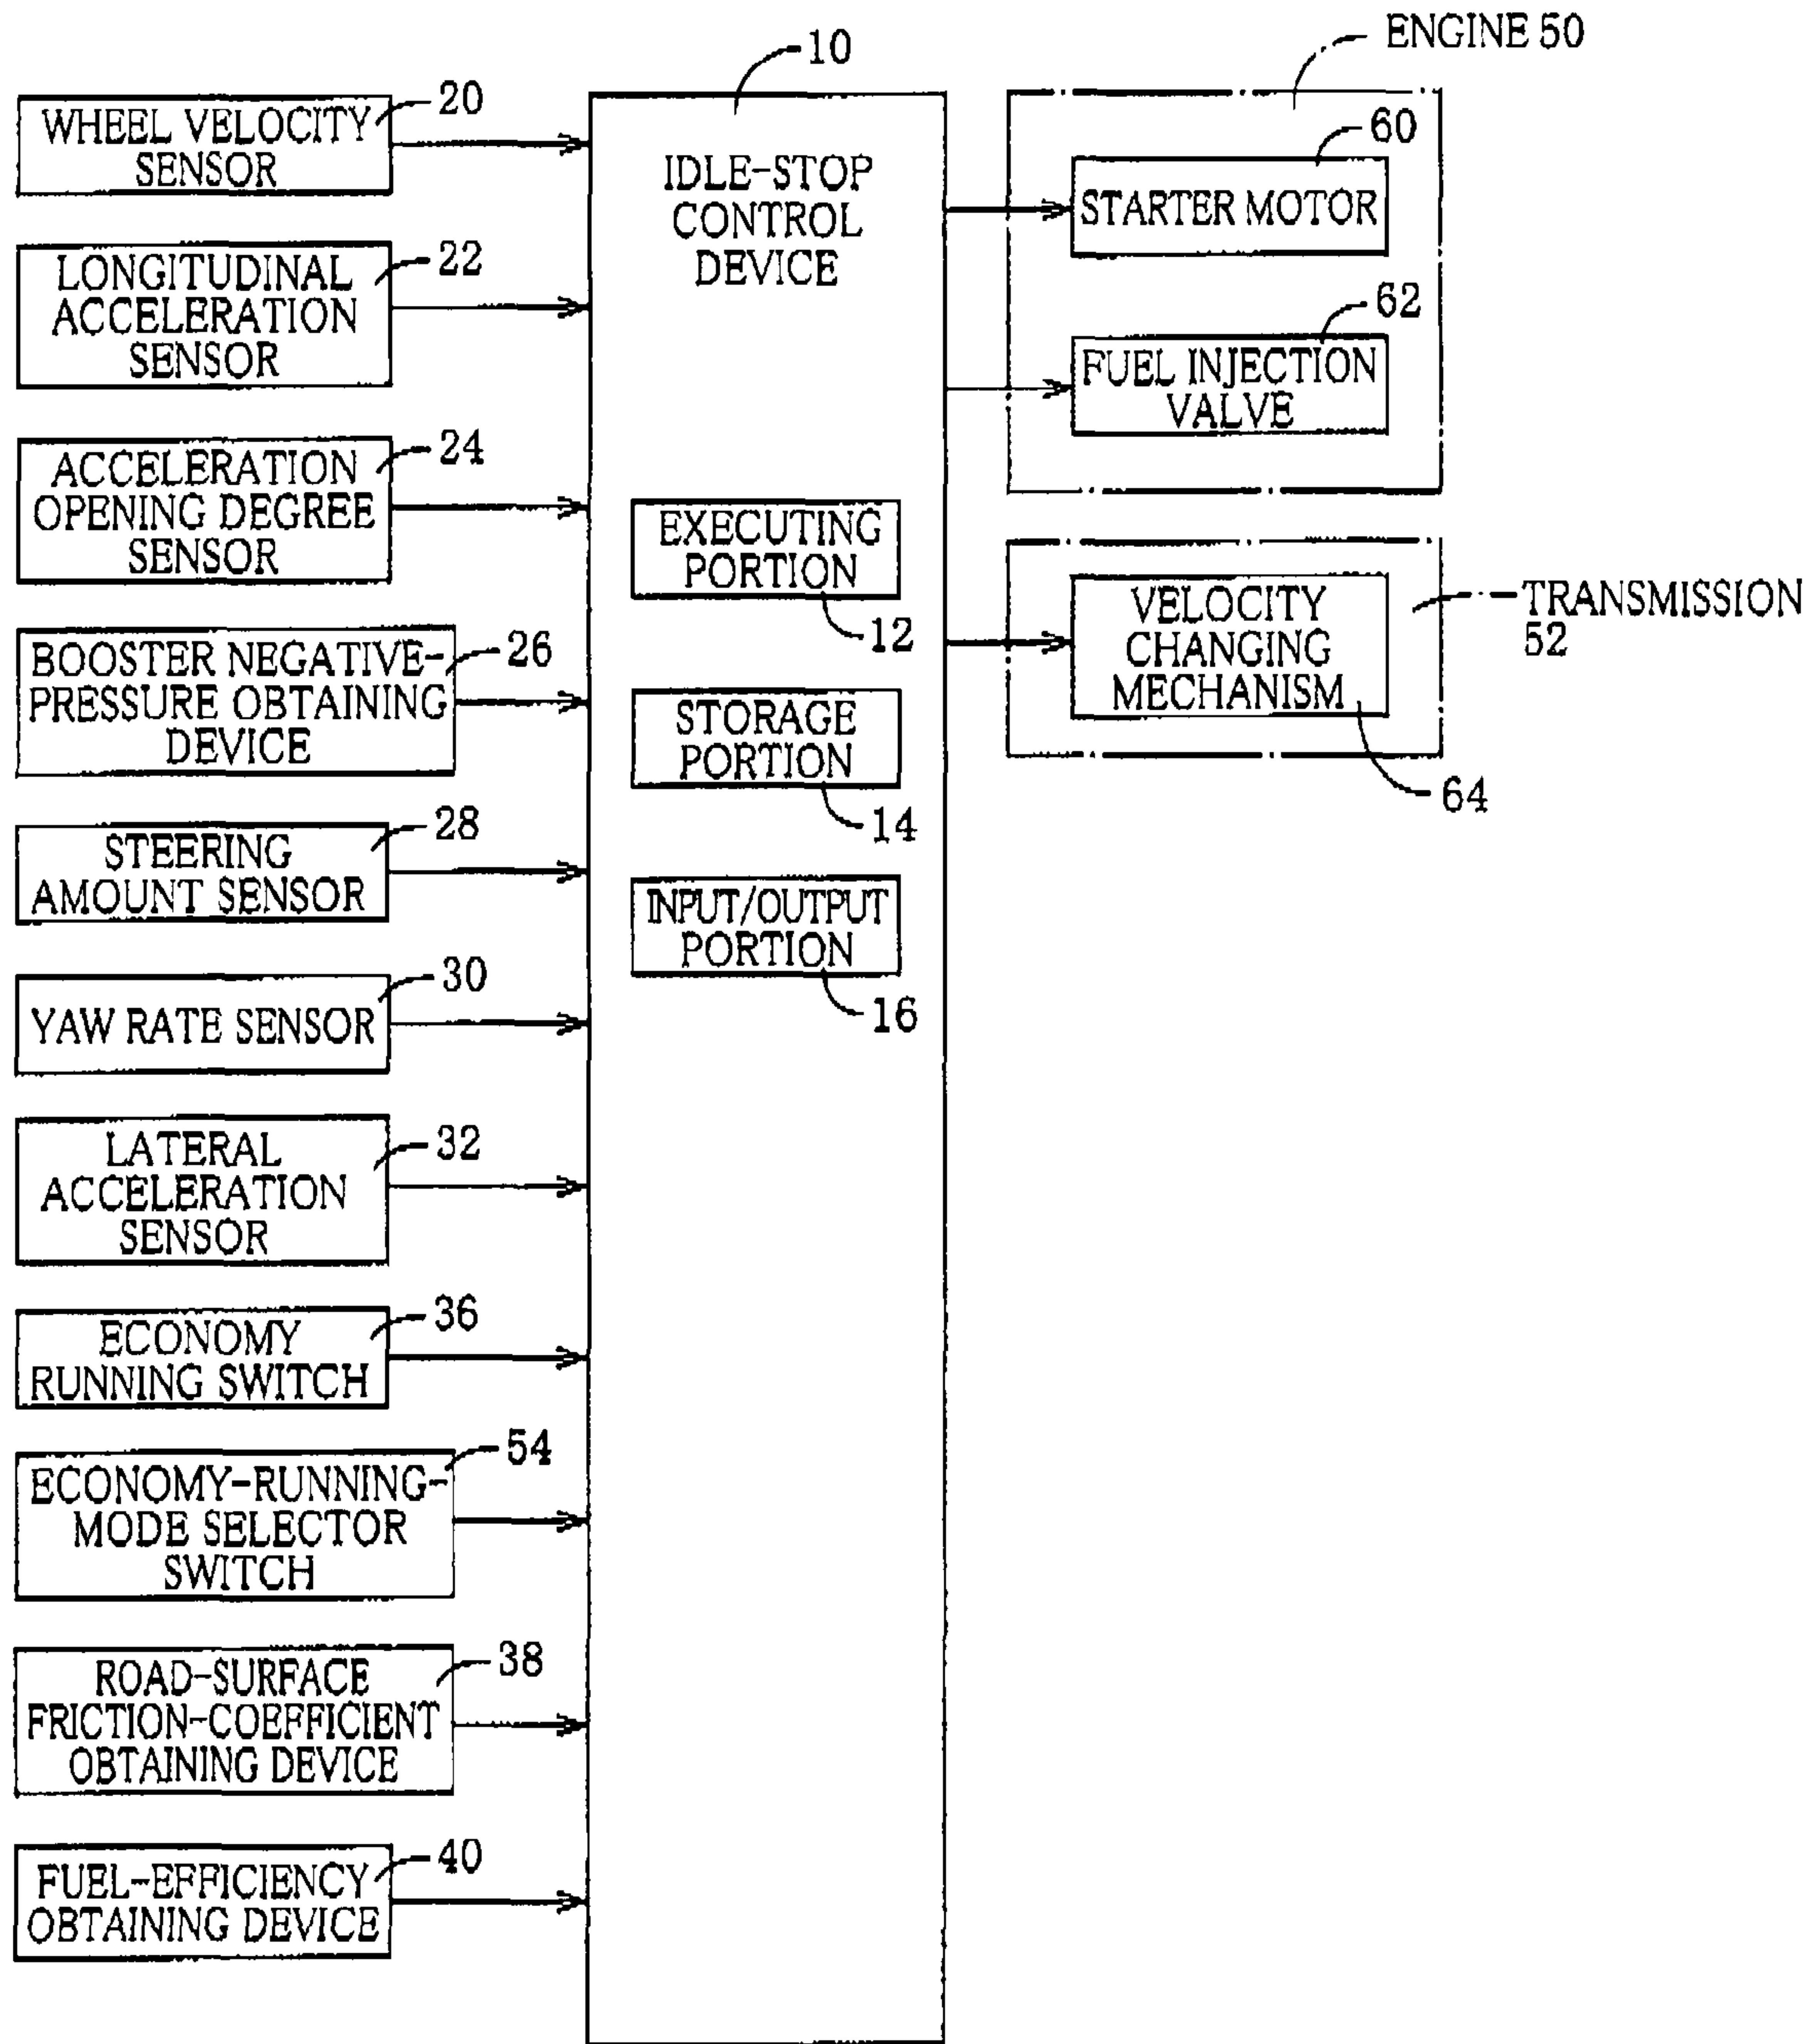 WHEEL VELOCITY
SENSOR
20
LONGITUDINAL
ACCELERATION
SENSOR
22
ACCELERATION
OPENING DEGREE
SENSOR
24
BOOSTER NEGATIVE-
PRESSURE OBTAINING
DEVICE
26
STEERING
AMOUNT SENSOR
28
YAW RATE SENSOR
30
LATERAL
ACCELERATION
SENSOR
32
ECONOMY
RUNNING SWITCH
36
ECONOMY-RUNNING-
MODE SELECTOR
SWITCH
54
ROAD-SURFACE
FRICTION-COEFFICIENT
OBTAINING DEVICE
38
FUEL-EFFICIENCY
OBTAINING DEVICE
40
10
IDLE-STOP
CONTROL
DEVICE
EXECUTING
PORTION
12
STORAGE
PORTION
14
INPUT/OUTPUT
PORTION
16
ENGINE 50
60
STARTER MOTOR
62
FUEL INJECTION
VALVE
VELOCITY
CHANGING
MECHANISM
64
TRANSMISSION
52